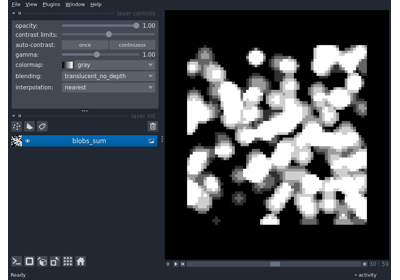 File View Plugins Window Help
layer controls
opacity: 1.00
contrast limits:
auto-contrast: once continuous
gamma: 1.00
colormap: gray
blending: translucent_no_depth
interpolation: nearest
layer list
blobs_sum
30 59
Ready
activity